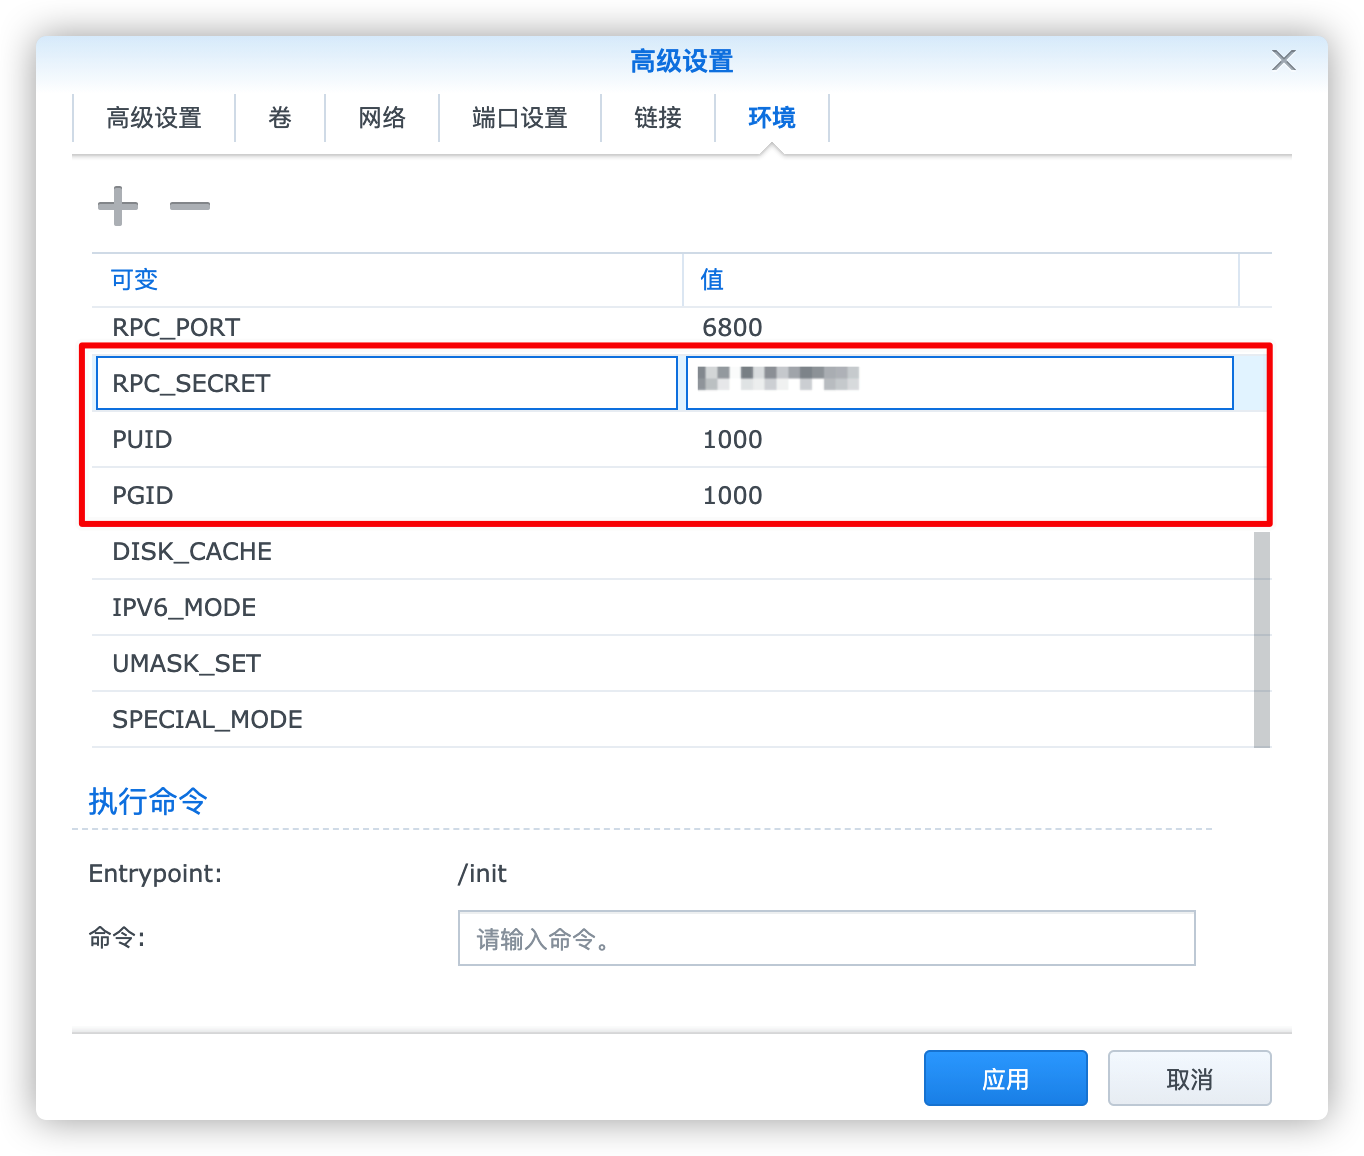 高级设置
高级设置 卷 网络 端口设置 链接 环境
可变 值
RPC_PORT 6800
RPC_SECRET
PUID 1000
PGID 1000
DISK_CACHE
IPV6_MODE
UMASK_SET
SPECIAL_MODE
执行命令
Entrypoint: /init
命令: 请输入命令。
应用 取消